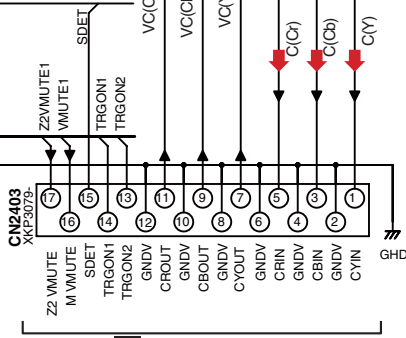 SDET
VC(C
VC(Cl
VC(Y
C(Cr)
C(Cb)
C(Y)
Z2VMUTE1
VMUTE1
TRGON1
TRGON2
CN2403
XKP3079-
17
15
13
11
9
7
5
3
1
16
14
12
10
8
6
4
2
GHD
Z2 VMUTE
M VMUTE
SDET
TRGON1
TRGON2
GNDV
CROUT
GNDV
CBOUT
GNDV
CYOUT
GNDV
CRIN
GNDV
CBIN
GNDV
CYIN